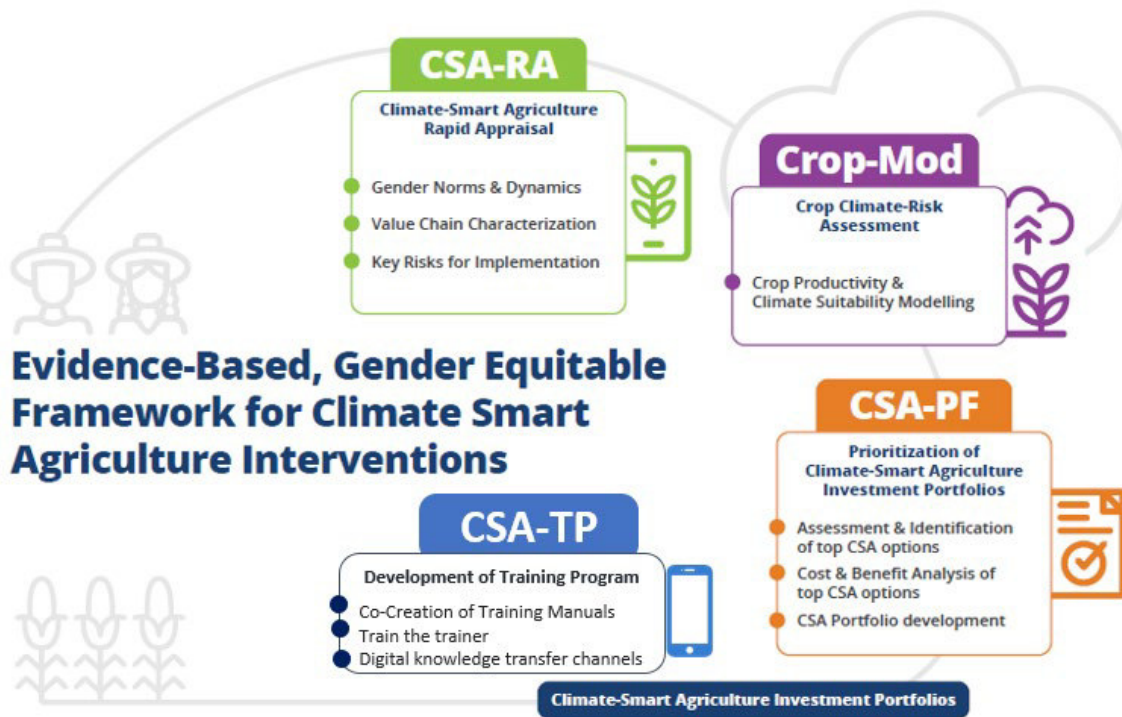 CSA-RA
Climate-Smart Agriculture
Rapid Appraisal
Gender Norms & Dynamics
Value Chain Characterization
Key Risks for Implementation
Crop-Mod
Crop Climate-Risk
Assessment
Crop Productivity &
Climate Suitability Modelling
Evidence-Based, Gender Equitable
Framework for Climate Smart
Agriculture Interventions
CSA-PF
Prioritization of
Climate-Smart Agriculture
Investment Portfolios
Assessment & Identification
of top CSA options
Cost & Benefit Analysis of
top CSA options
CSA Portfolio development
CSA-TP
Development of Training Program
Co-Creation of Training Manuals
Train the trainer
Digital knowledge transfer channels
Climate-Smart Agriculture Investment Portfolios